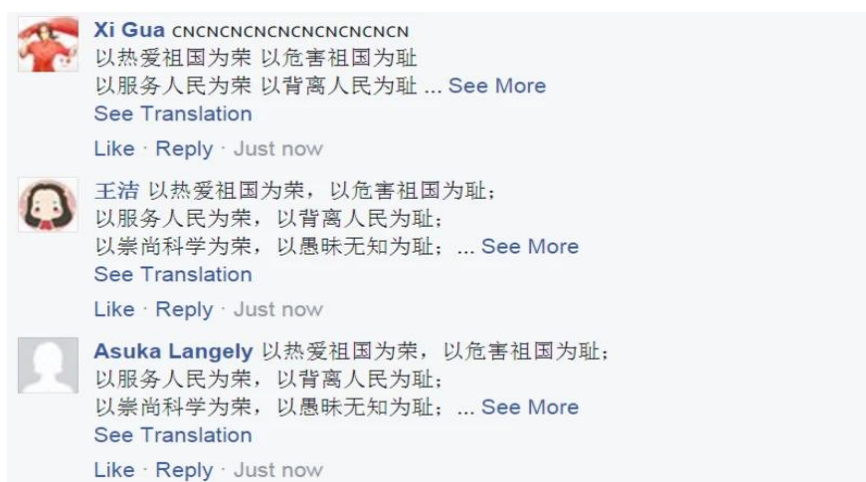 Xi Gua CNCNCNCNCNCNCNCNCNCN
以热爱祖国为荣 以危害祖国为耻
以服务人民为荣 以背离人民为耻 ... See More
See Translation
Like · Reply · Just now
王洁 以热爱祖国为荣，以危害祖国为耻；
以服务人民为荣，以背离人民为耻；
以崇尚科学为荣，以愚昧无知为耻；... See More
See Translation
Like · Reply · Just now
Asuka Langely 以热爱祖国为荣，以危害祖国为耻；
以服务人民为荣，以背离人民为耻；
以崇尚科学为荣，以愚昧无知为耻；... See More
See Translation
Like · Reply · Just now